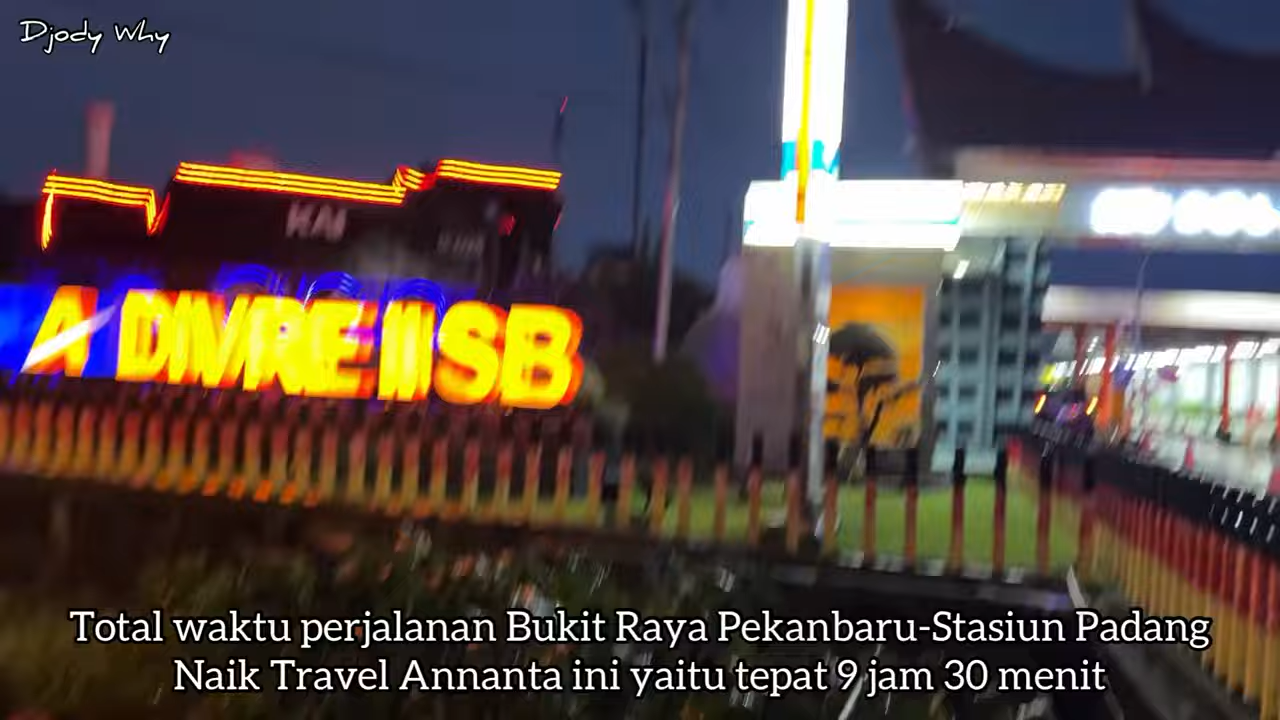 Djody Why
KAI
A DIVRE II SB
Total waktu perjalanan Bukit Raya Pekanbaru-Stasiun Padang
Naik Travel Annanta ini yaitu tepat 9 jam 30 menit